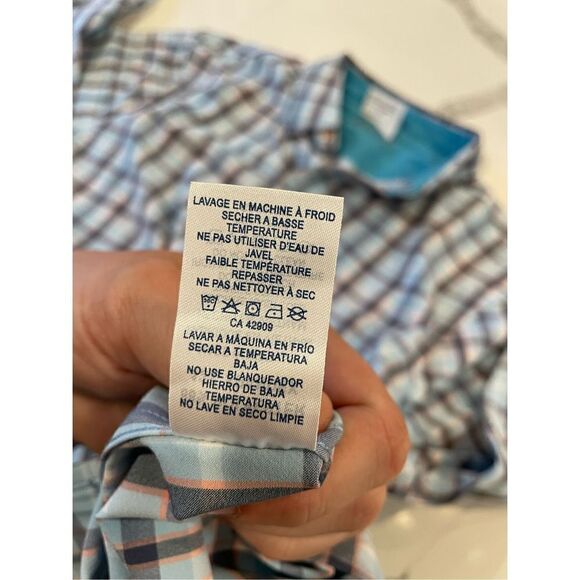 LAVAGE EN MACHINE À FROID
SECHER A BASSE
TEMPERATURE
NE PAS UTILISER D'EAU DE
JAVEL
FAIBLE TEMPÉRATURE
REPASSER
NE PAS NETTOYER À SEC
CA 42909
LAVAR A MÁQUINA EN FRÍO
SECAR A TEMPERATURA
BAJA
NO USE BLANQUEADOR
HIERRO DE BAJA
TEMPERATURA
NO LAVE EN SECO LIMPIE